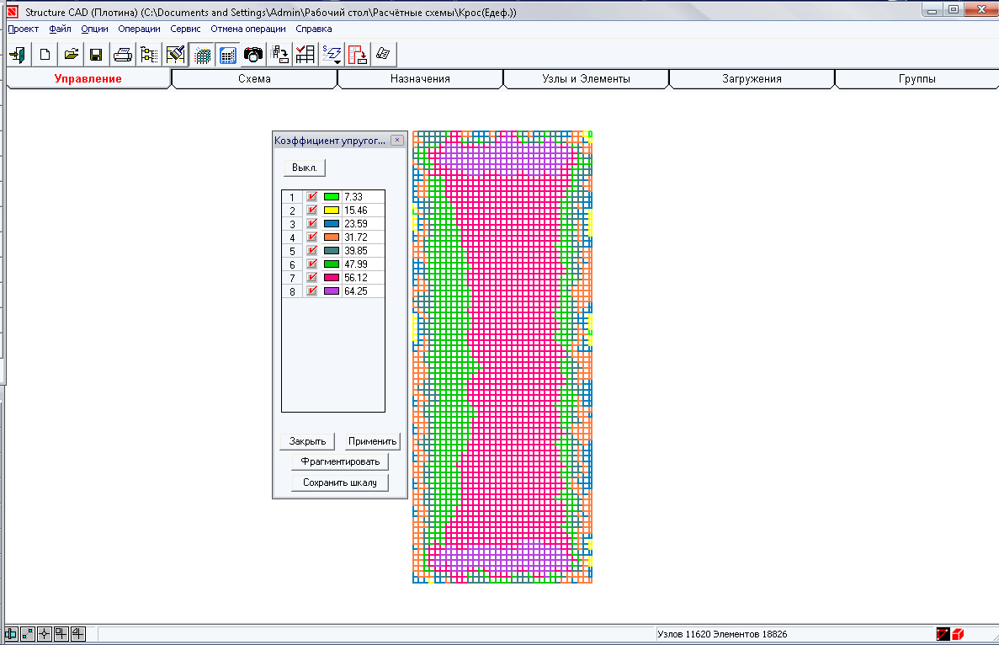 Structure CAD (Плотина) (C:\Documents and Settings\Admin\Рабочий стол\Расчётные схемы\Крос(Едеф.))
Проект Файл Опции Операции Сервис Отмена операции Справка
Управление Схема Назначения Узлы и Элементы Загружения Группы
Коэффициент упругог...
Выкл.
1 7.33
2 15.46
3 23.59
4 31.72
5 39.85
6 47.99
7 56.12
8 64.25
Закрыть Применить
Фрагментировать
Сохранить шкалу
Узлов 11620 Элементов 18826